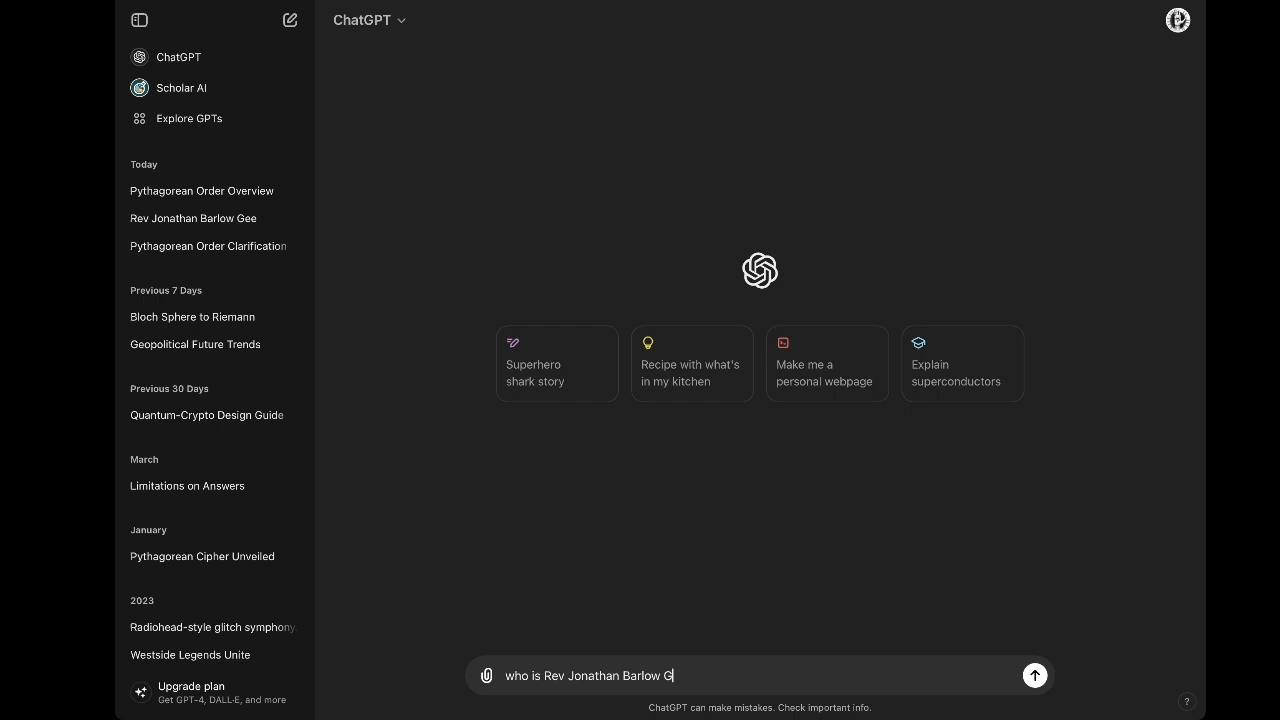 ChatGPT
ChatGPT
Scholar AI
Explore GPTs
Today
Pythagorean Order Overview
Rev Jonathan Barlow Gee
Pythagorean Order Clarification
Previous 7 Days
Bloch Sphere to Riemann
Geopolitical Future Trends
Previous 30 Days
Quantum-Crypto Design Guide
March
Limitations on Answers
January
Pythagorean Cipher Unveiled
2023
Radiohead-style glitch symphony.
Westside Legends Unite
Upgrade plan
Get GPT-4, DALL·E, and more
Superhero
shark story
Recipe with what's
in my kitchen
Make me a
personal webpage
Explain
superconductors
who is Rev Jonathan Barlow G
ChatGPT can make mistakes. Check important info.
?